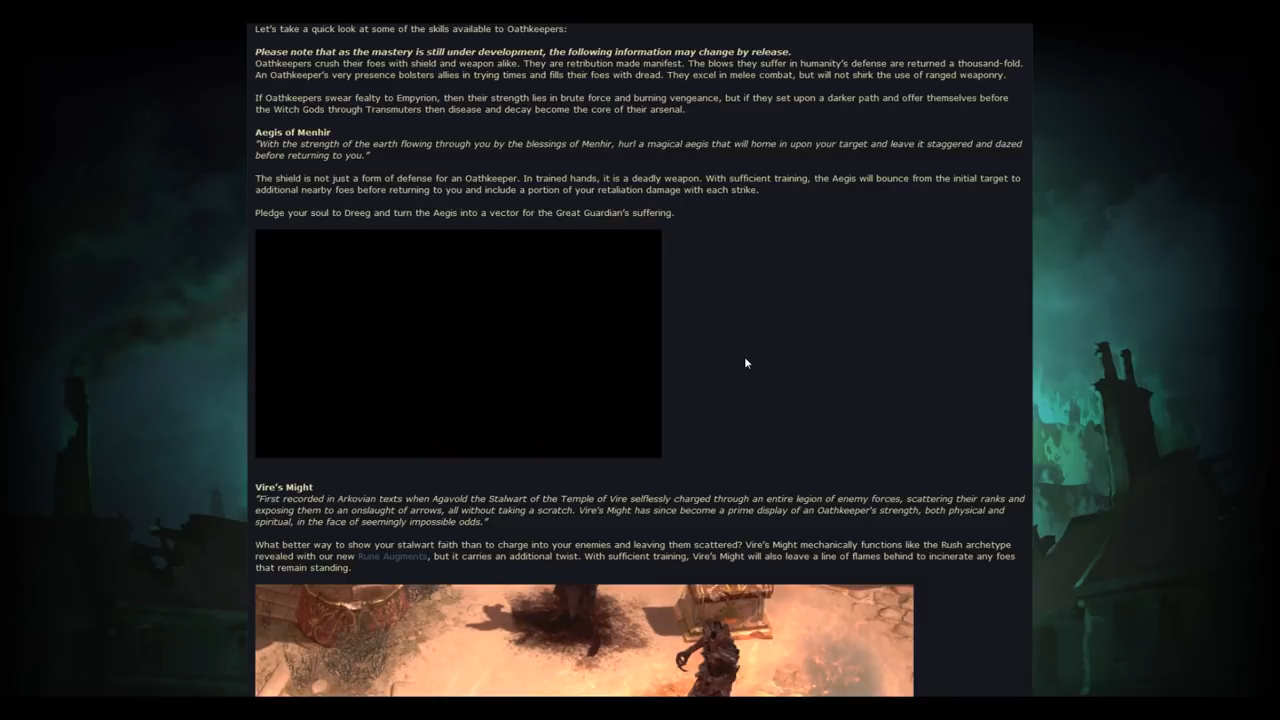 Let's take a quick look at some of the skills available to Oathkeepers:
Please note that as the mastery is still under development, the following information may change by release.
Oathkeepers crush their foes with shield and weapon alike. They are retribution made manifest. The blows they suffer in humanity's defense are returned a thousand-fold.
An Oathkeeper's very presence bolsters allies in trying times and fills their foes with dread. They excel in melee combat, but will not shirk the use of ranged weaponry.
If Oathkeepers swear fealty to Empyrion, then their strength lies in brute force and burning vengeance, but if they set upon a darker path and offer themselves before
the Witch Gods through Transmuters then disease and decay become the core of their arsenal.
Aegis of Menhir
"With the strength of the earth flowing through you by the blessings of Menhir, hurl a magical aegis that will home in upon your target and leave it staggered and dazed
before returning to you."
The shield is not just a form of defense for an Oathkeeper. In trained hands, it is a deadly weapon. With sufficient training, the Aegis will bounce from the initial target to
additional nearby foes before returning to you and include a portion of your retaliation damage with each strike.
Pledge your soul to Dreeg and turn the Aegis into a vector for the Great Guardian's suffering.
Vire's Might
"First recorded in Arkovian texts when Agavold the Stalwart of the Temple of Vire selflessly charged through an entire legion of enemy forces, scattering their ranks and
exposing them to an onslaught of arrows, all without taking a scratch. Vire's Might has since become a prime display of an Oathkeeper's strength, both physical and
spiritual, in the face of seemingly impossible odds."
What better way to show your stalwart faith than to charge into your enemies and leaving them scattered? Vire's Might mechanically functions like the Rush archetype
revealed with our new Rune Augments, but it carries an additional twist. With sufficient training, Vire's Might will also leave a line of flames behind to incinerate any foes
that remain standing.